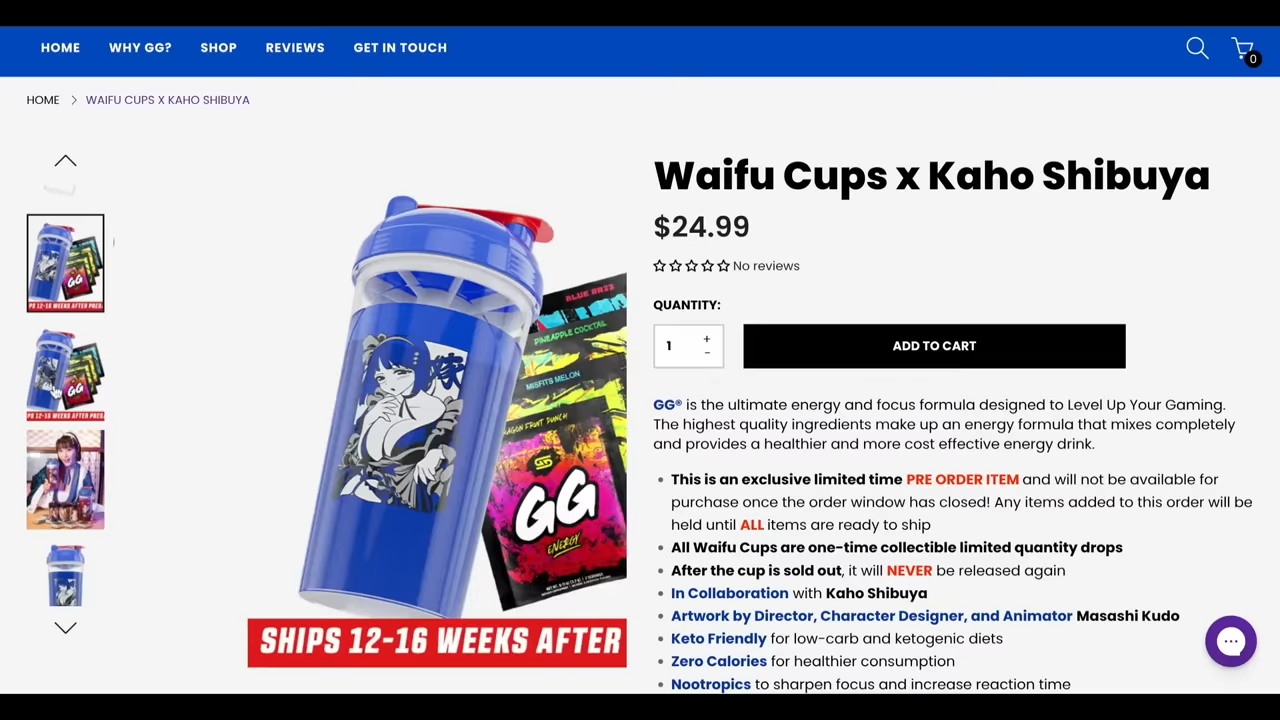 HOME WHY GG? SHOP REVIEWS GET IN TOUCH
0
HOME > WAIFU CUPS X KAHO SHIBUYA
Waifu Cups x Kaho Shibuya
$24.99
No reviews
QUANTITY:
1 + -
ADD TO CART
GG® is the ultimate energy and focus formula designed to Level Up Your Gaming.
The highest quality ingredients make up an energy formula that mixes completely
and provides a healthier and more cost effective energy drink.
• This is an exclusive limited time PRE ORDER ITEM and will not be available for
purchase once the order window has closed! Any items added to this order will be
held until ALL items are ready to ship
• All Waifu Cups are one-time collectible limited quantity drops
• After the cup is sold out, it will NEVER be released again
• In Collaboration with Kaho Shibuya
• Artwork by Director, Character Designer, and Animator Masashi Kudo
• Keto Friendly for low-carb and ketogenic diets
• Zero Calories for healthier consumption
• Nootropics to sharpen focus and increase reaction time
嫁
BLUE
PINEAPPLE COCKTAIL
MISFITS MELON
FRUIT PUNCH
GG
ENERGY
SHIPS 12-16 WEEKS AFTER
GG